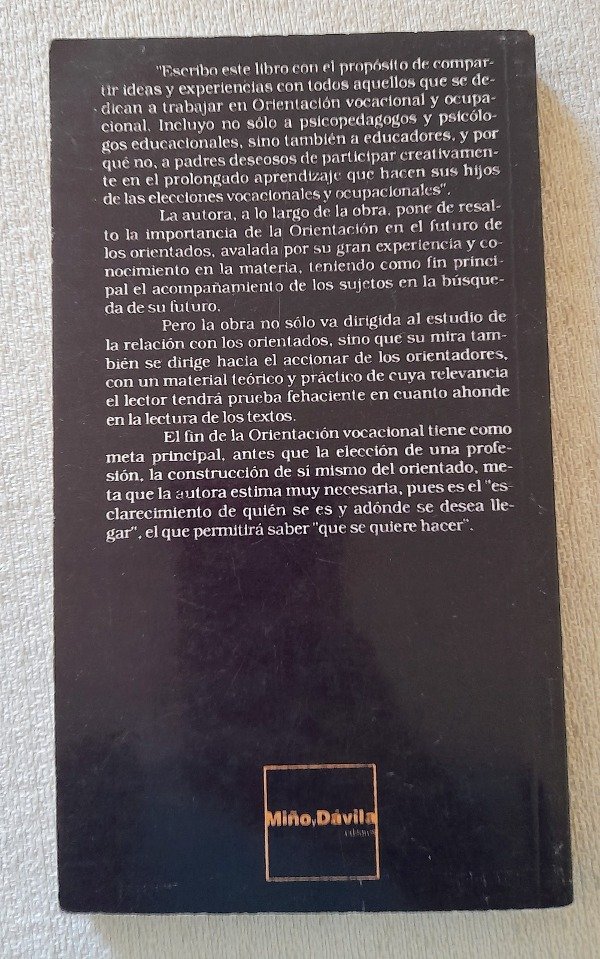 "Escribo este libro con el propósito de compar-
tir ideas y experiencias con todos aquellos que se de-
dican a trabajar en Orientación vocacional y ocupa-
cional. Incluyo no sólo a psicopedagogos y psicólo-
gos educacionales, sino también a educadores, y por
qué no, a padres deseosos de participar creativamen-
te en el prolongado aprendizaje que hacen sus hijos
de las elecciones vocacionales y ocupacionales".
La autora, a lo largo de la obra, pone de resal-
to la importancia de la Orientación en el futuro de
los orientados, avalada por su gran experiencia y co-
nocimiento en la materia, teniendo como fin princi-
pal el acompañamiento de los sujetos en la búsque-
da de su futuro.
Pero la obra no sólo va dirigida al estudio de
la relación con los orientados, sino que su mira tam-
bién se dirige hacia el accionar de los orientadores,
con un material teórico y práctico de cuya relevancia
el lector tendrá prueba fehaciente en cuanto ahonde
en la lectura de los textos.
El fin de la Orientación vocacional tiene como
meta principal, antes que la elección de una profe-
sión, la construcción de sí mismo del orientado, me-
ta que la autora estima muy necesaria, pues es el "es-
clarecimiento de quién se es y adónde se desea lle-
gar", el que permitirá saber "que se quiere hacer".
Miño y Dávila
editores